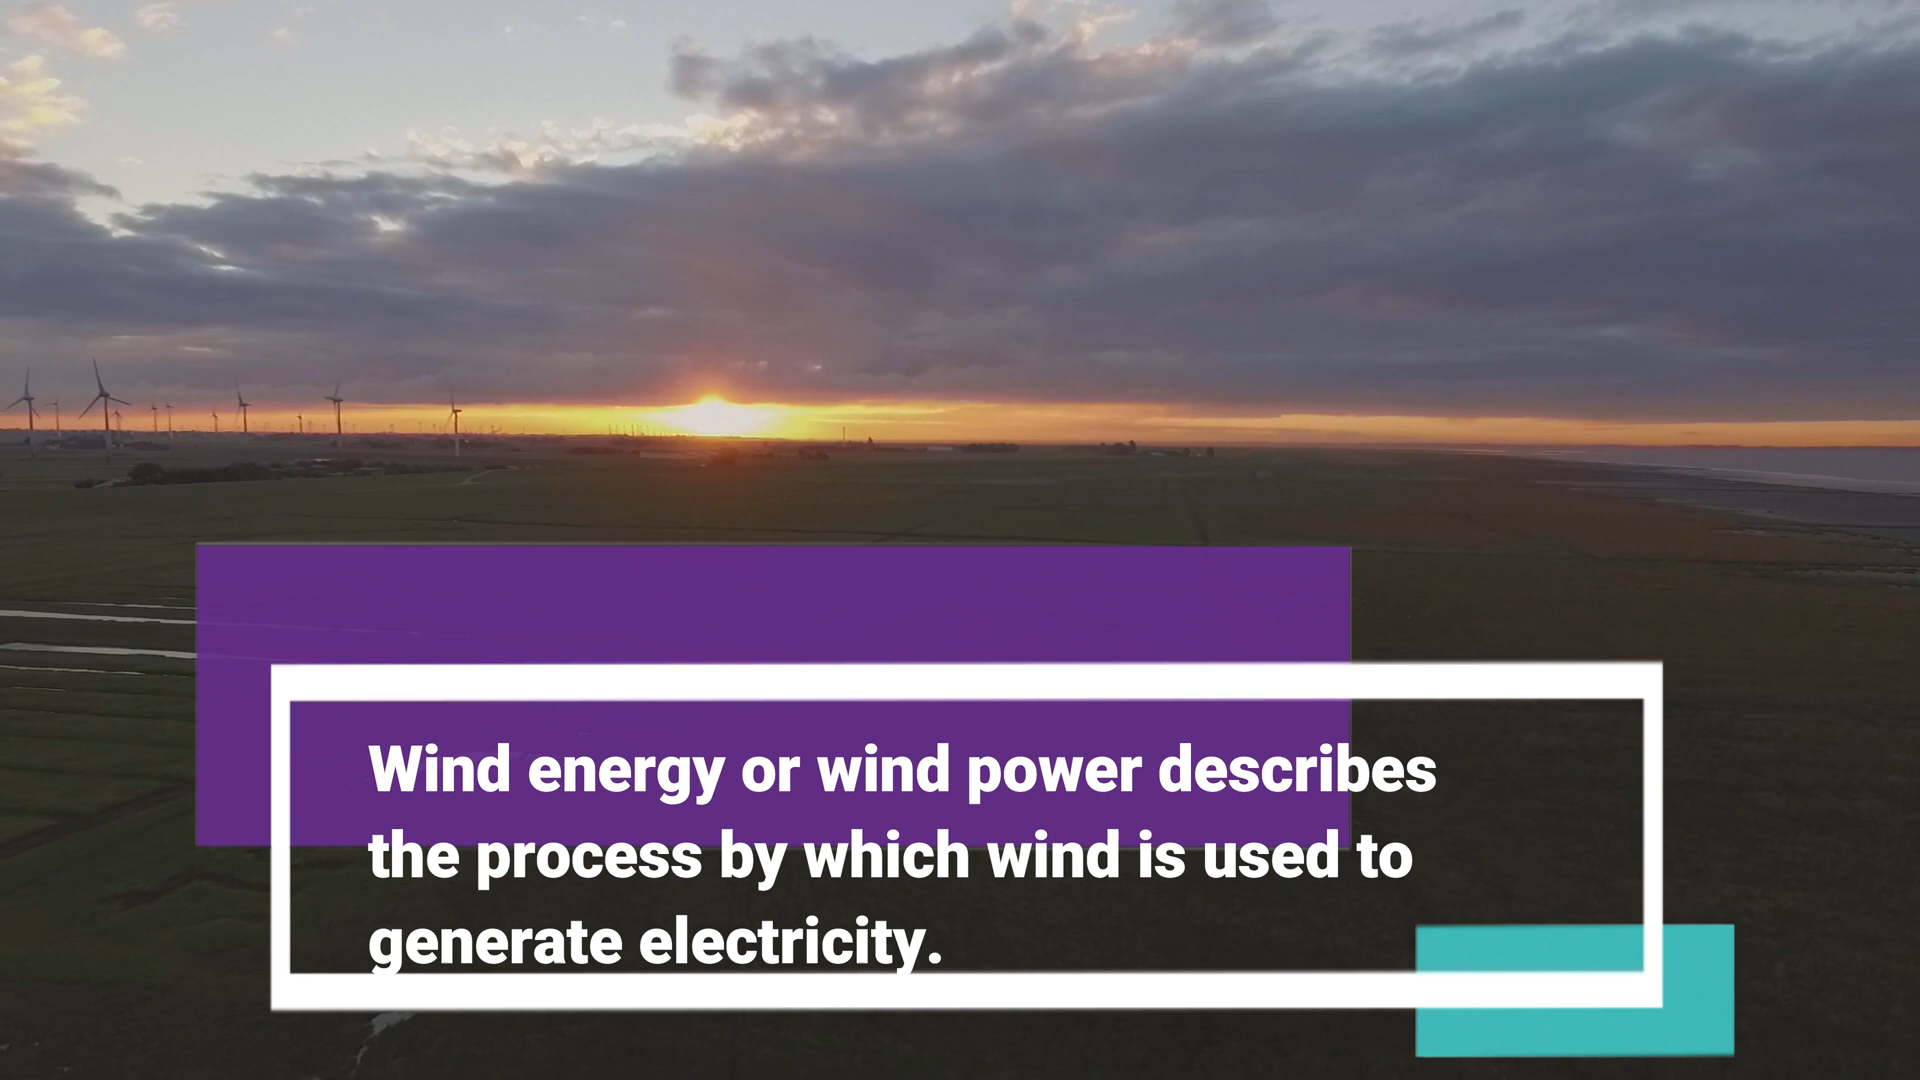 Wind energy or wind power describes
the process by which wind is used to
generate electricity.